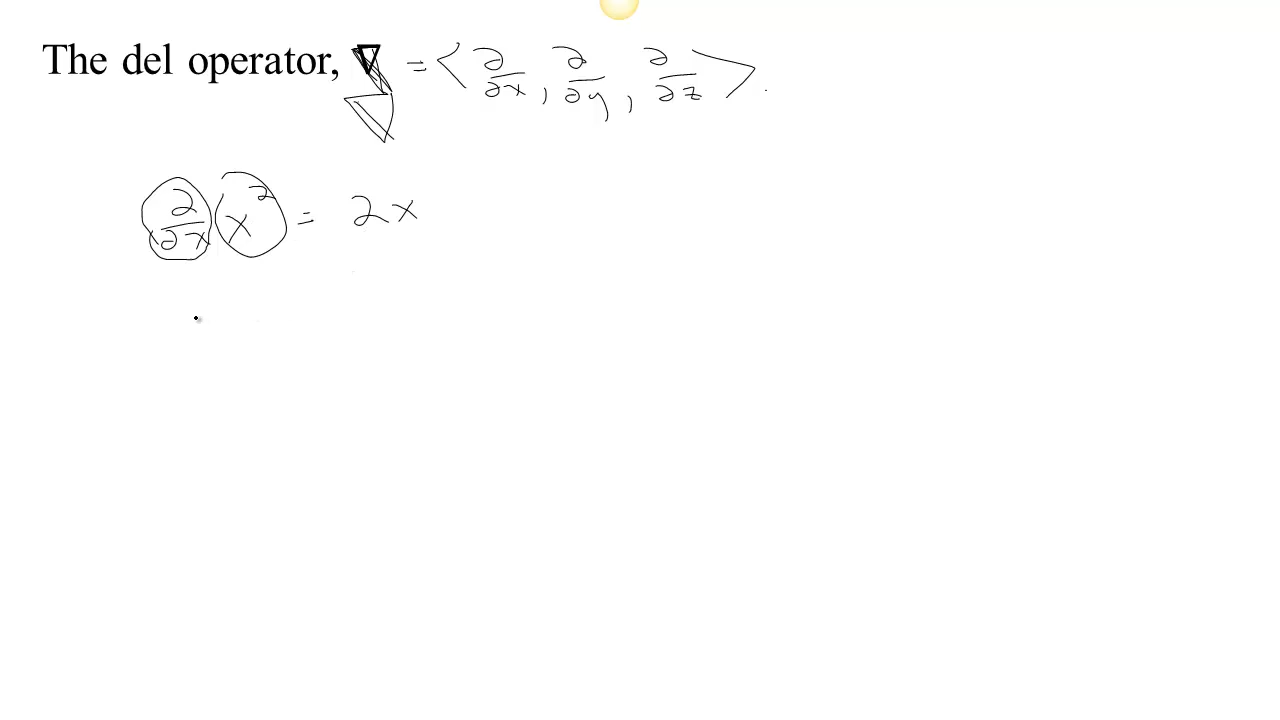 The del operator, ∇ = < ∂/∂x, ∂/∂y, ∂/∂z >.
∂/∂x (x² = 2x